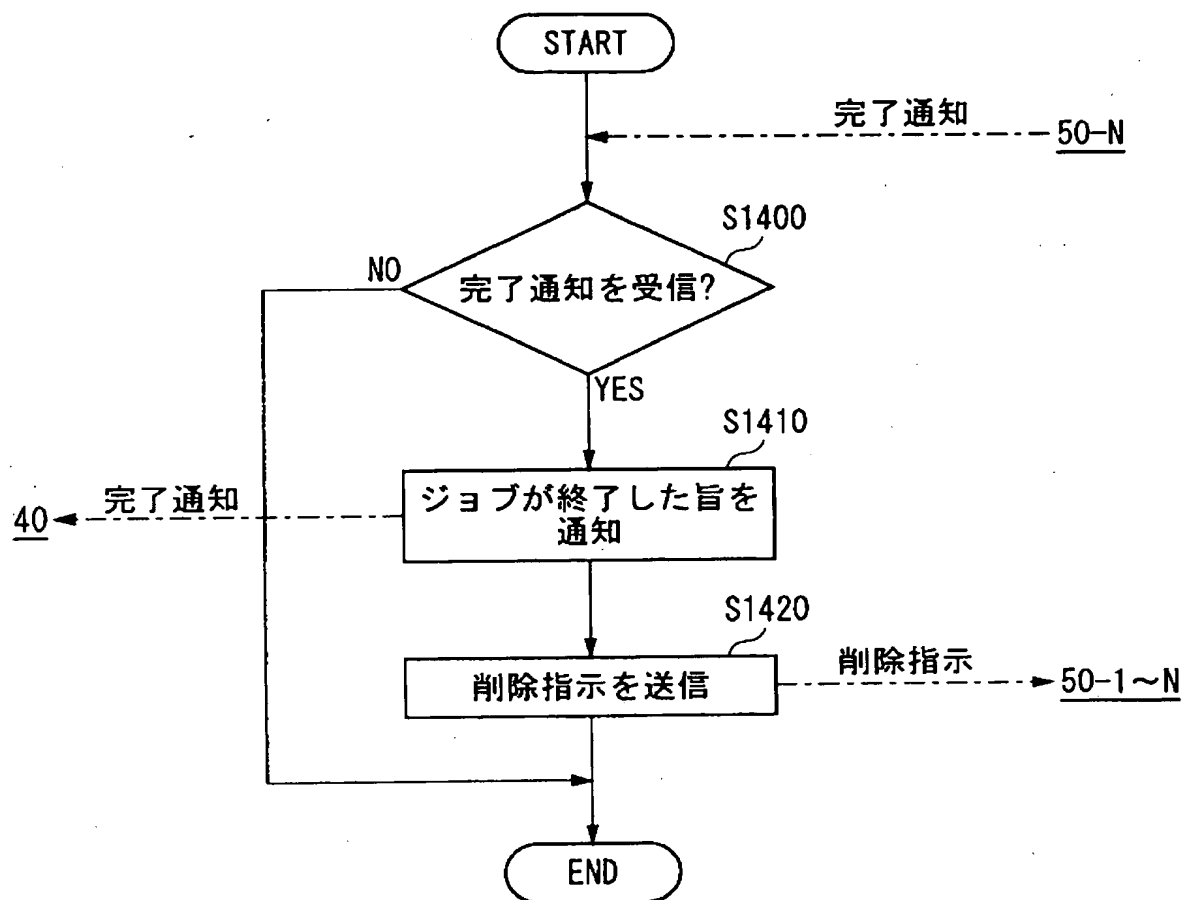 START
完了通知
50-N
S1400
NO
完了通知を受信?
YES
S1410
完了通知
40
ジョブが終了した旨を
通知
S1420
削除指示を送信
削除指示
50-1～N
END